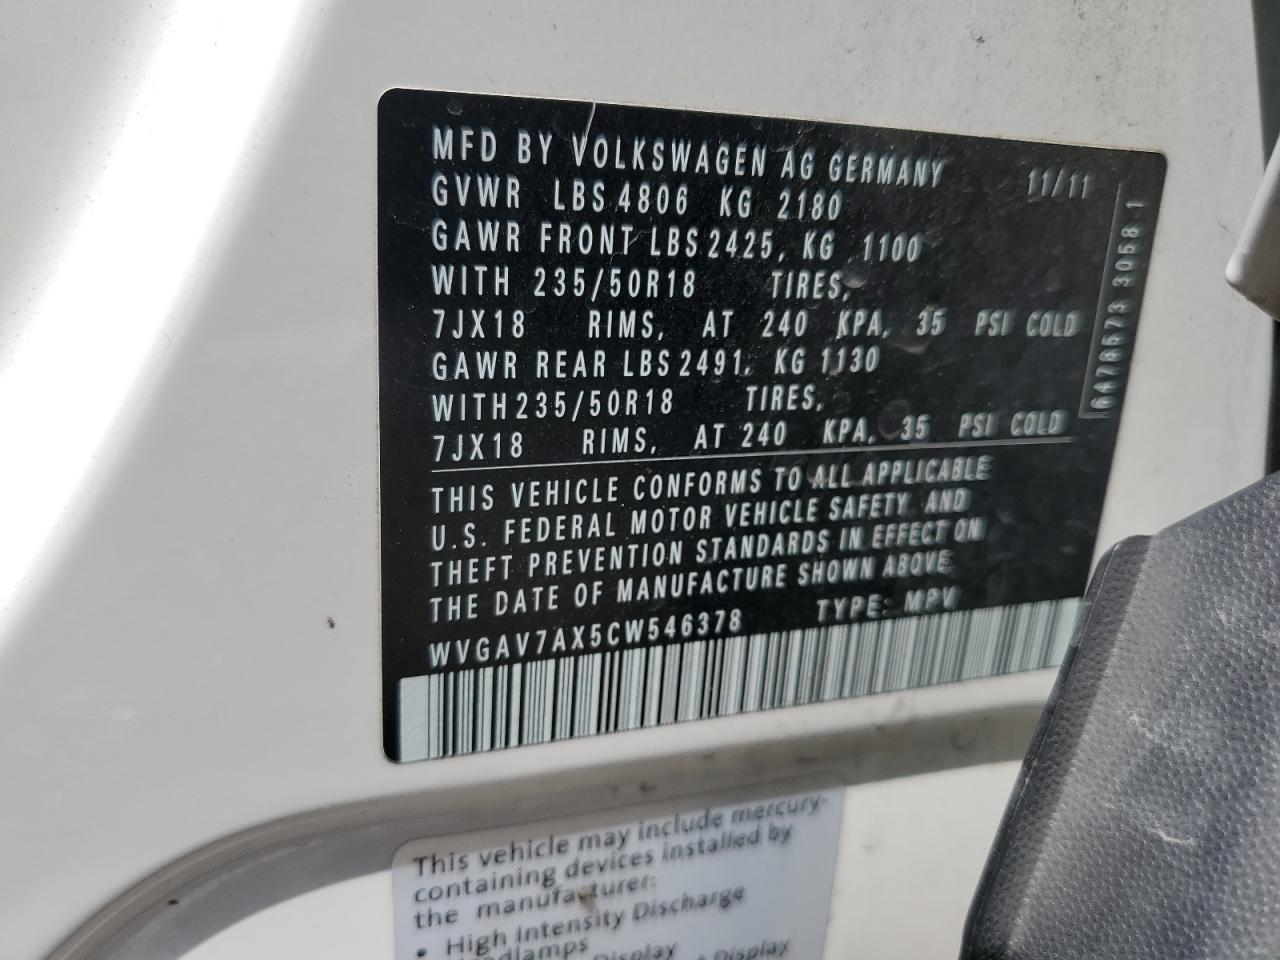 MFD BY VOLKSWAGEN AG GERMANY 11/11
GVWR LBS 4806 KG 2180
GAWR FRONT LBS 2425, KG 1100
WITH 235/50R18 TIRES,
7JX18 RIMS, AT 240 KPA, 35 PSI COLD
GAWR REAR LBS 2491, KG 1130
WITH 235/50R18 TIRES,
7JX18 RIMS, AT 240 KPA, 35 PSI COLD
THIS VEHICLE CONFORMS TO ALL APPLICABLE
U.S. FEDERAL MOTOR VEHICLE SAFETY AND
THEFT PREVENTION STANDARDS IN EFFECT ON
THE DATE OF MANUFACTURE SHOWN ABOVE
WVGAV7AX5CW546378 TYPE: MPV
This vehicle may include mercury-
containing devices installed by
the manufacturer:
• High Intensity Discharge
Display
Display